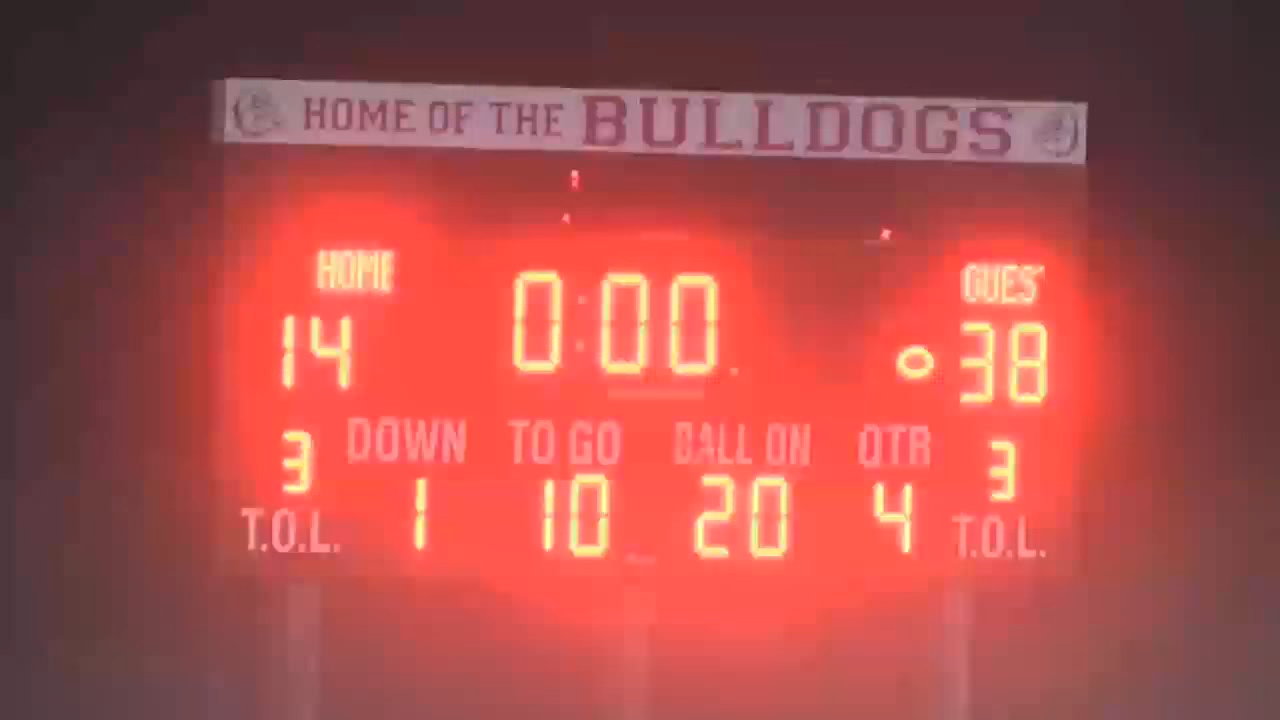 HOME OF THE BULLDOGS
HOME 0:00. GUEST
14 38
DOWN TO GO BALL ON QTR
3 1 10 20 4 3
T.O.L. T.O.L.